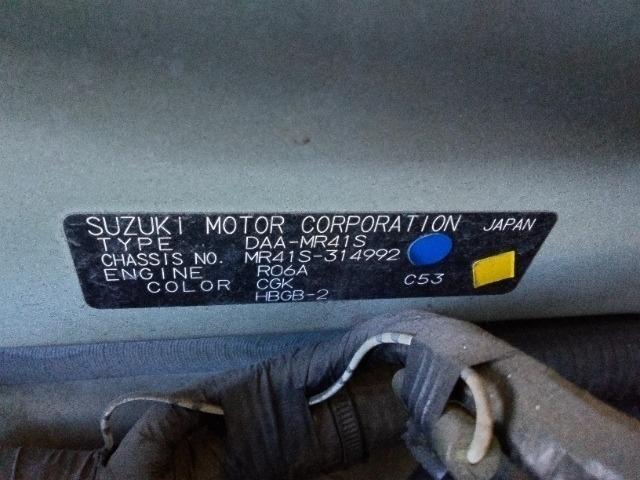 SUZUKI MOTOR CORPORATION JAPAN
TYPE DAA-MR41S
CHASSIS NO. MR41S-314992
ENGINE R06A
COLOR CGK C53
HBGB-2